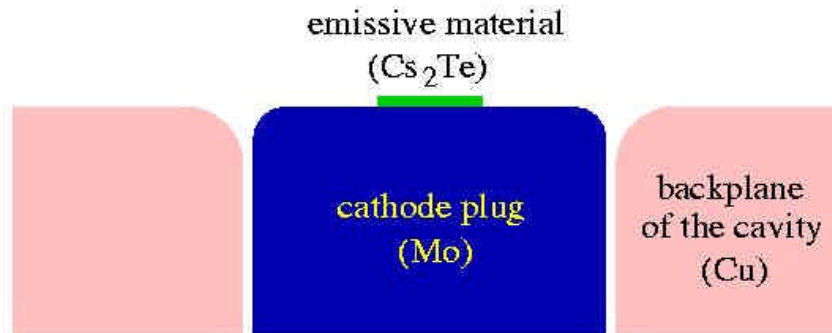 emissive material
(Cs₂Te)
cathode plug
(Mo)
backplane
of the cavity
(Cu)